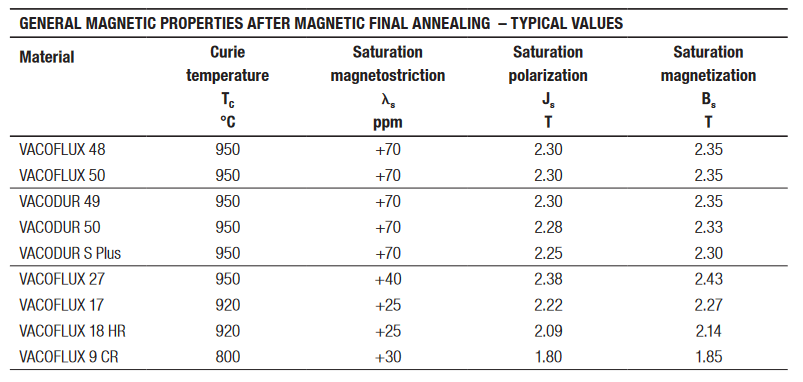 GENERAL MAGNETIC PROPERTIES AFTER MAGNETIC FINAL ANNEALING – TYPICAL VALUES
Material Curie temperature T_C °C Saturation magnetostriction λ_s ppm Saturation polarization J_s T Saturation magnetization B_s T
VACOFLUX 48 950 +70 2.30 2.35
VACOFLUX 50 950 +70 2.30 2.35
VACODUR 49 950 +70 2.30 2.35
VACODUR 50 950 +70 2.28 2.33
VACODUR S Plus 950 +70 2.25 2.30
VACOFLUX 27 950 +40 2.38 2.43
VACOFLUX 17 920 +25 2.22 2.27
VACOFLUX 18 HR 920 +25 2.09 2.14
VACOFLUX 9 CR 800 +30 1.80 1.85